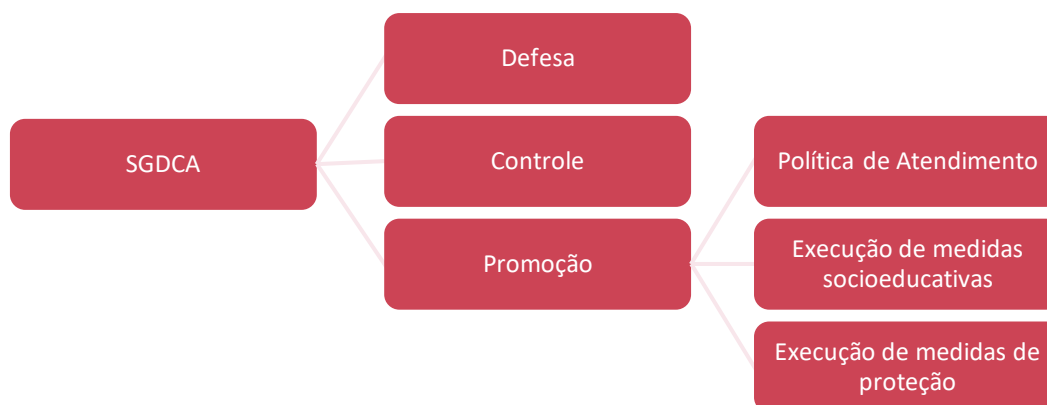 SGDCA
Defesa
Controle
Promoção
Política de Atendimento
Execução de medidas
socioeducativas
Execução de medidas de
proteção